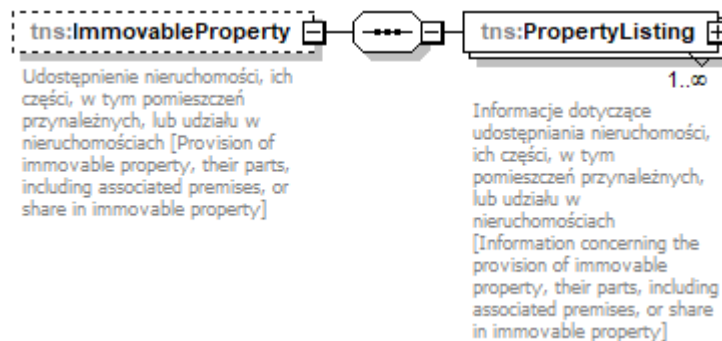 tns:ImmovableProperty
Udostępnienie nieruchomości, ich
części, w tym pomieszczeń
przynależnych, lub udziału w
nieruchomościach [Provision of
immovable property, their parts,
including associated premises, or
share in immovable property]
tns:PropertyListing
1..∞
Informacje dotyczące
udostępniania nieruchomości,
ich części, w tym
pomieszczeń przynależnych,
lub udziału w
nieruchomościach
[Information concerning the
provision of immovable
property, their parts, including
associated premises, or share
in immovable property]